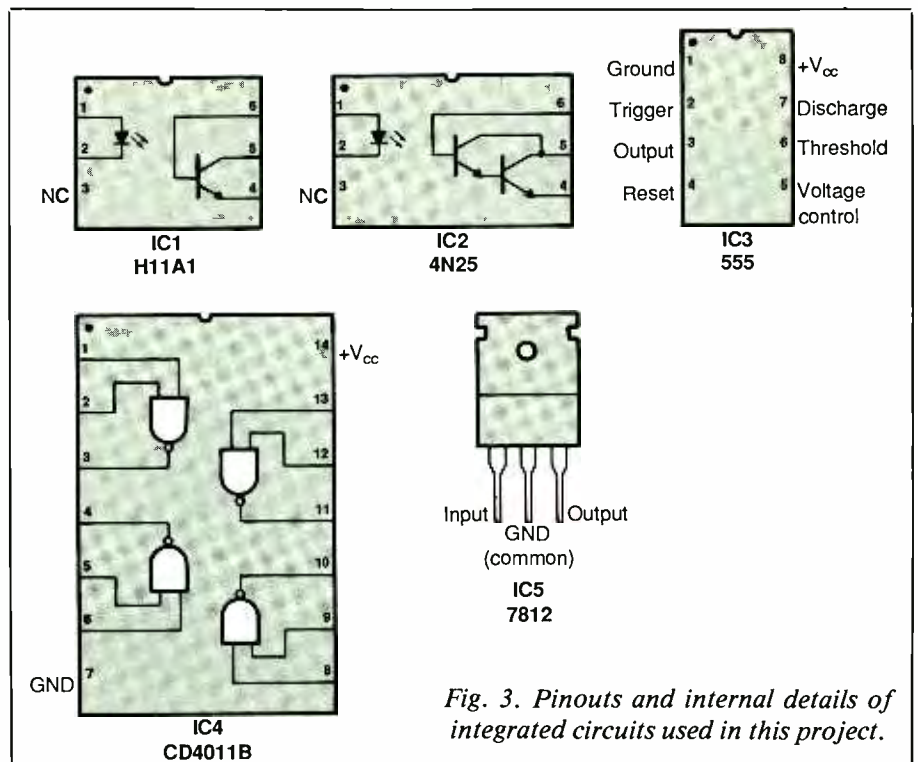 1
2
3
NC
6
5
4
IC1
H11A1
1
2
3
NC
6
5
4
IC2
4N25
Ground 1
Trigger 2
Output 3
Reset 4
8 +Vcc
7 Discharge
6 Threshold
5 Voltage
control
IC3
555
1
2
3
4
5
6
7
GND
14 +Vcc
13
12
11
10
9
8
IC4
CD4011B
Input
GND
(common)
Output
IC5
7812
Fig. 3. Pinouts and internal details of
integrated circuits used in this project.